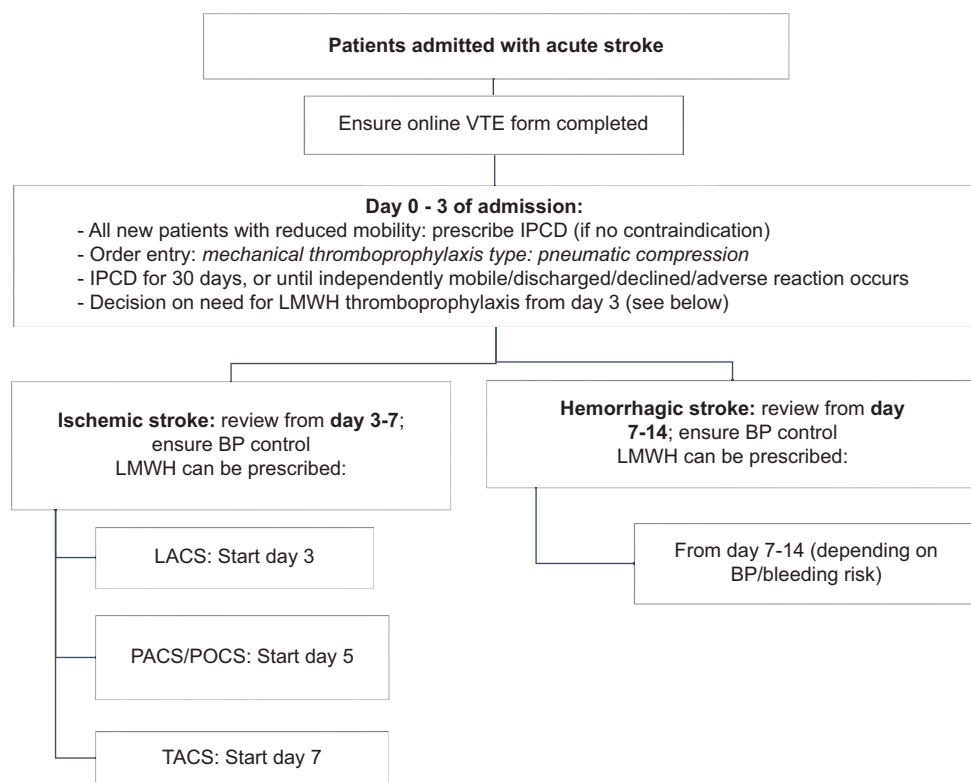 Patients admitted with acute stroke
Ensure online VTE form completed
Day 0 - 3 of admission:
- All new patients with reduced mobility: prescribe IPCD (if no contraindication)
- Order entry: mechanical thromboprophylaxis type: pneumatic compression
- IPCD for 30 days, or until independently mobile/discharged/declined/adverse reaction occurs
- Decision on need for LMWH thromboprophylaxis from day 3 (see below)
Ischemic stroke: review from day 3-7;
ensure BP control
LMWH can be prescribed:
LACS: Start day 3
PACS/POCS: Start day 5
TACS: Start day 7
Hemorrhagic stroke: review from day
7-14; ensure BP control
LMWH can be prescribed:
From day 7-14 (depending on
BP/bleeding risk)